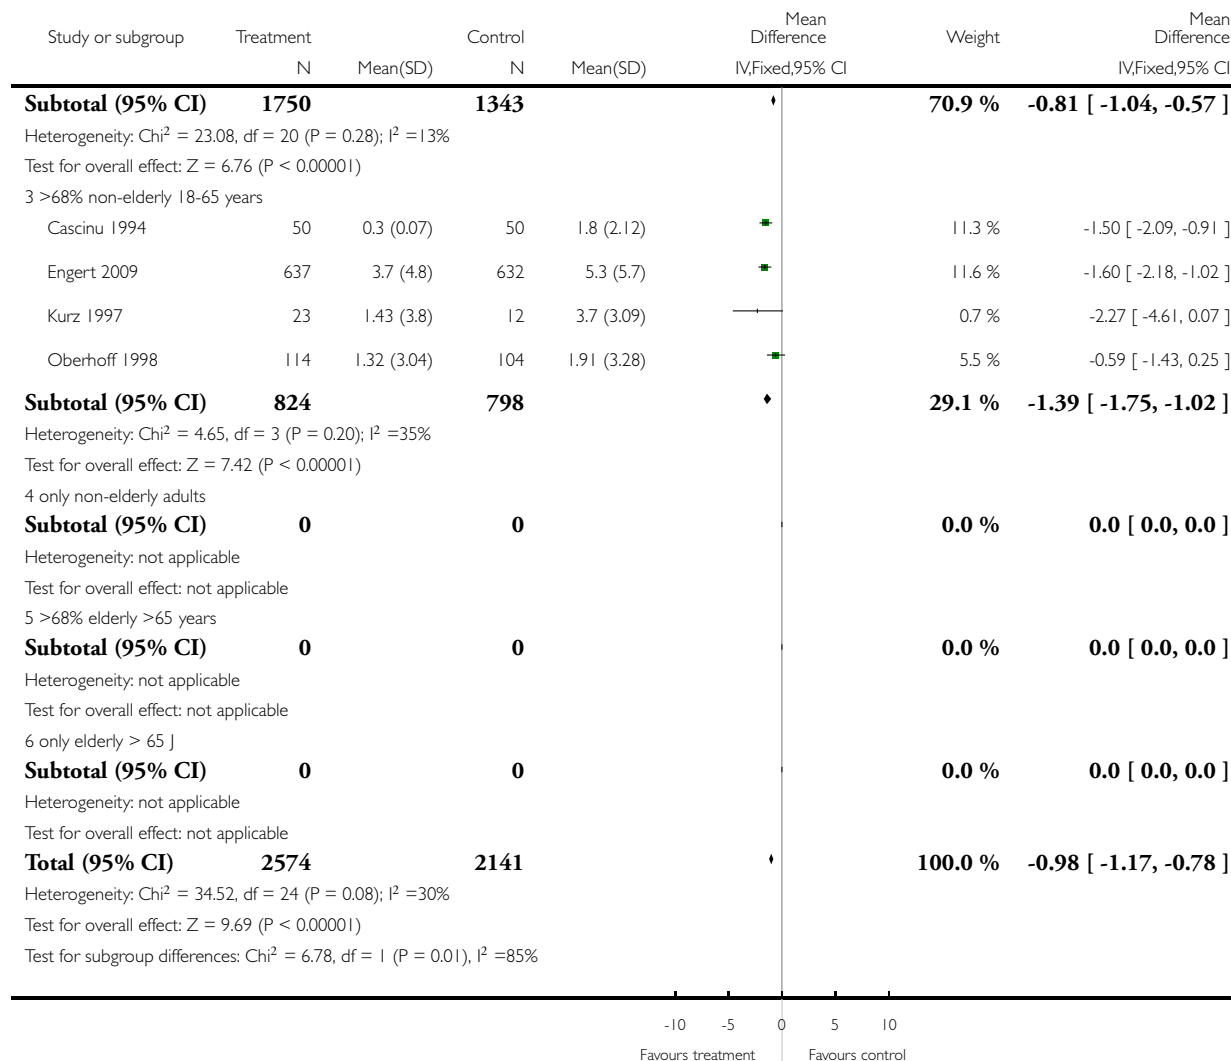 Study or subgroup Treatment Control Mean Difference Weight Mean Difference
N Mean(SD) N Mean(SD) IV,Fixed,95% CI IV,Fixed,95% CI
Subtotal (95% CI) 1750 1343 70.9 % -0.81 [ -1.04, -0.57 ]
Heterogeneity: Chi² = 23.08, df = 20 (P = 0.28); I² =13%
Test for overall effect: Z = 6.76 (P < 0.00001)
3 >68% non-elderly 18-65 years
Cascinu 1994 50 0.3 (0.07) 50 1.8 (2.12) 11.3 % -1.50 [ -2.09, -0.91 ]
Engert 2009 637 3.7 (4.8) 632 5.3 (5.7) 11.6 % -1.60 [ -2.18, -1.02 ]
Kurz 1997 23 1.43 (3.8) 12 3.7 (3.09) 0.7 % -2.27 [ -4.61, 0.07 ]
Oberhoff 1998 114 1.32 (3.04) 104 1.91 (3.28) 5.5 % -0.59 [ -1.43, 0.25 ]
Subtotal (95% CI) 824 798 29.1 % -1.39 [ -1.75, -1.02 ]
Heterogeneity: Chi² = 4.65, df = 3 (P = 0.20); I² =35%
Test for overall effect: Z = 7.42 (P < 0.00001)
4 only non-elderly adults
Subtotal (95% CI) 0 0 0.0 % 0.0 [ 0.0, 0.0 ]
Heterogeneity: not applicable
Test for overall effect: not applicable
5 >68% elderly >65 years
Subtotal (95% CI) 0 0 0.0 % 0.0 [ 0.0, 0.0 ]
Heterogeneity: not applicable
Test for overall effect: not applicable
6 only elderly > 65 J
Subtotal (95% CI) 0 0 0.0 % 0.0 [ 0.0, 0.0 ]
Heterogeneity: not applicable
Test for overall effect: not applicable
Total (95% CI) 2574 2141 100.0 % -0.98 [ -1.17, -0.78 ]
Heterogeneity: Chi² = 34.52, df = 24 (P = 0.08); I² =30%
Test for overall effect: Z = 9.69 (P < 0.00001)
Test for subgroup differences: Chi² = 6.78, df = 1 (P = 0.01), I² =85%
-10 -5 0 5 10
Favours treatment Favours control